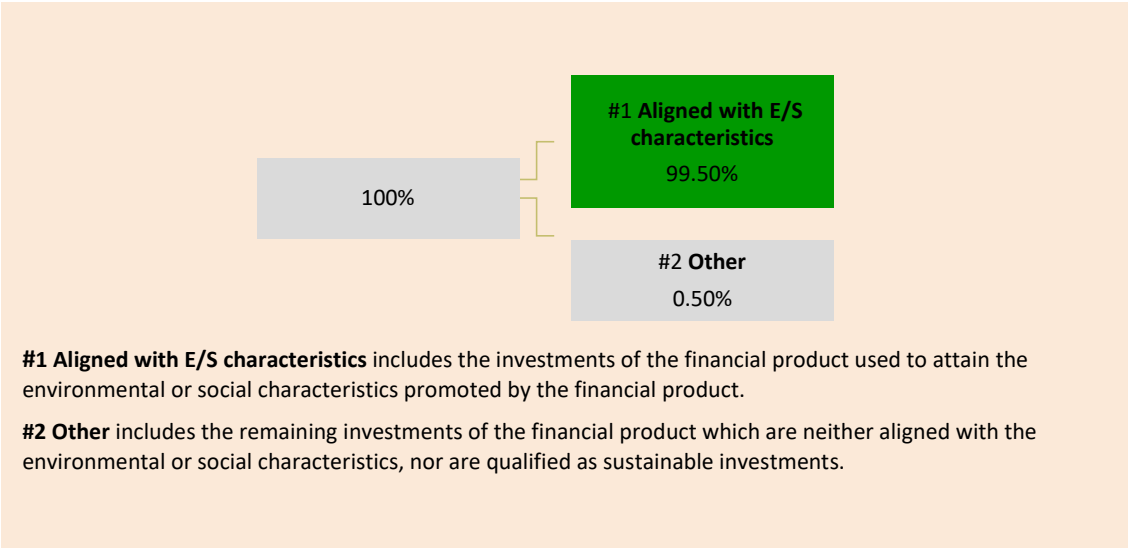 #1 Aligned with E/S
characteristics
99.50%
100%
#2 Other
0.50%
#1 Aligned with E/S characteristics includes the investments of the financial product used to attain the
environmental or social characteristics promoted by the financial product.
#2 Other includes the remaining investments of the financial product which are neither aligned with the
environmental or social characteristics, nor are qualified as sustainable investments.